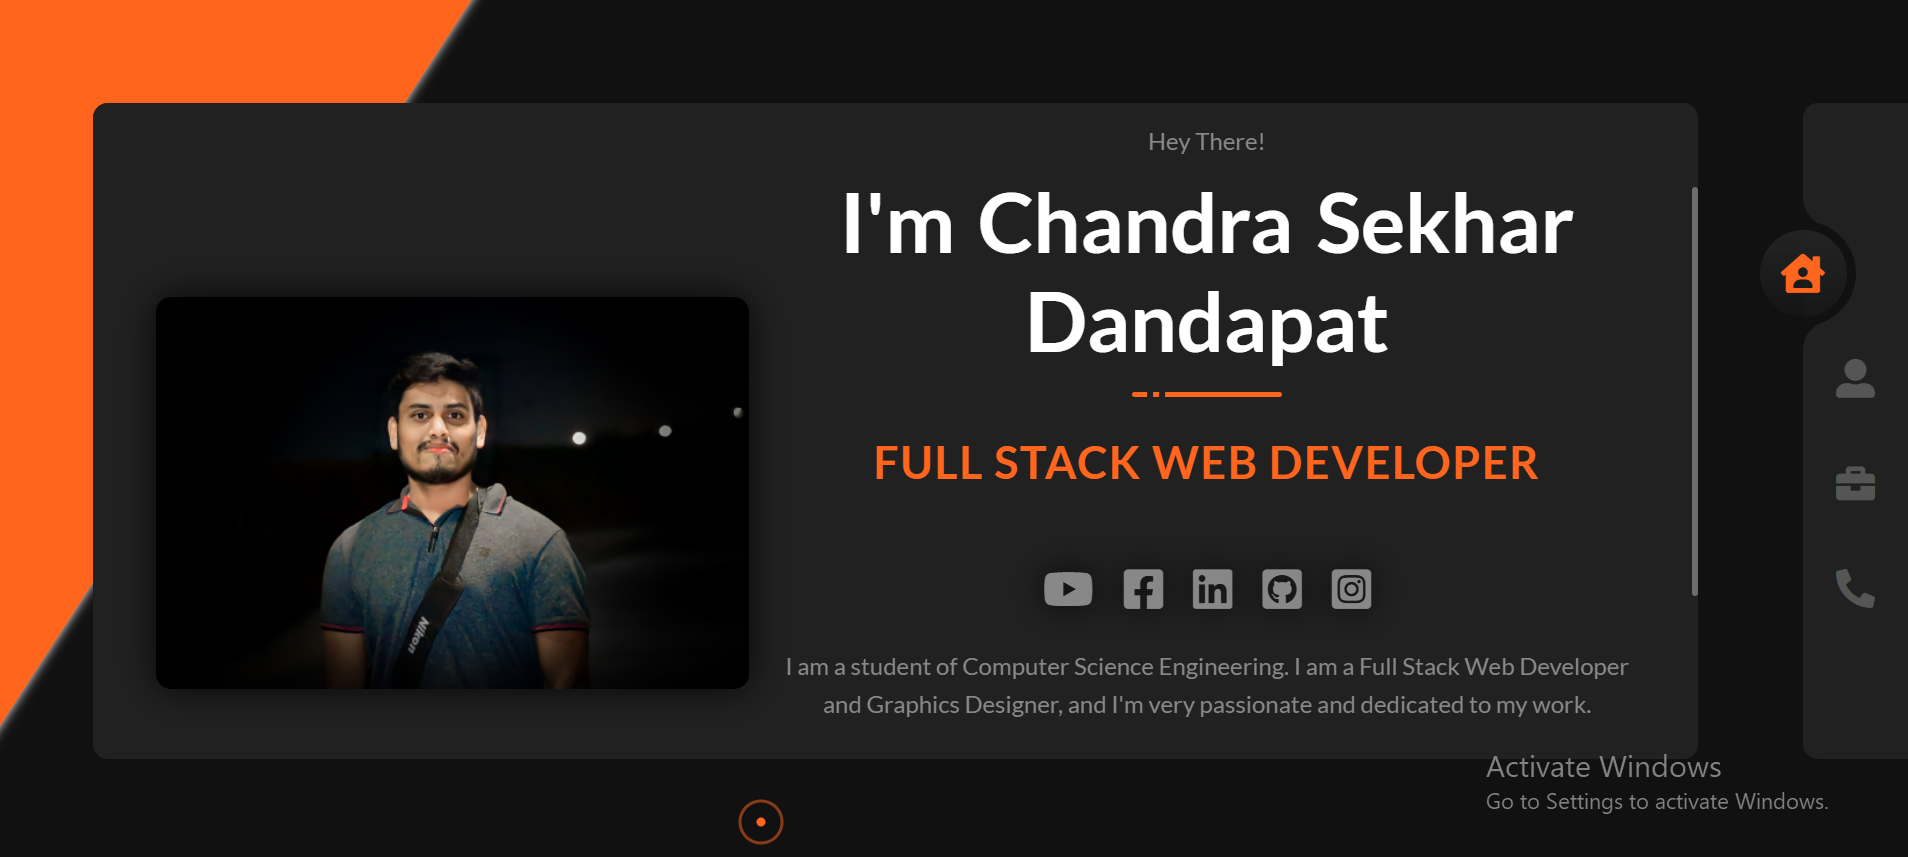 Hey There!
I'm Chandra Sekhar
Dandapat
FULL STACK WEB DEVELOPER
I am a student of Computer Science Engineering. I am a Full Stack Web Developer
and Graphics Designer, and I'm very passionate and dedicated to my work.
Nikon
Activate Windows
Go to Settings to activate Windows.